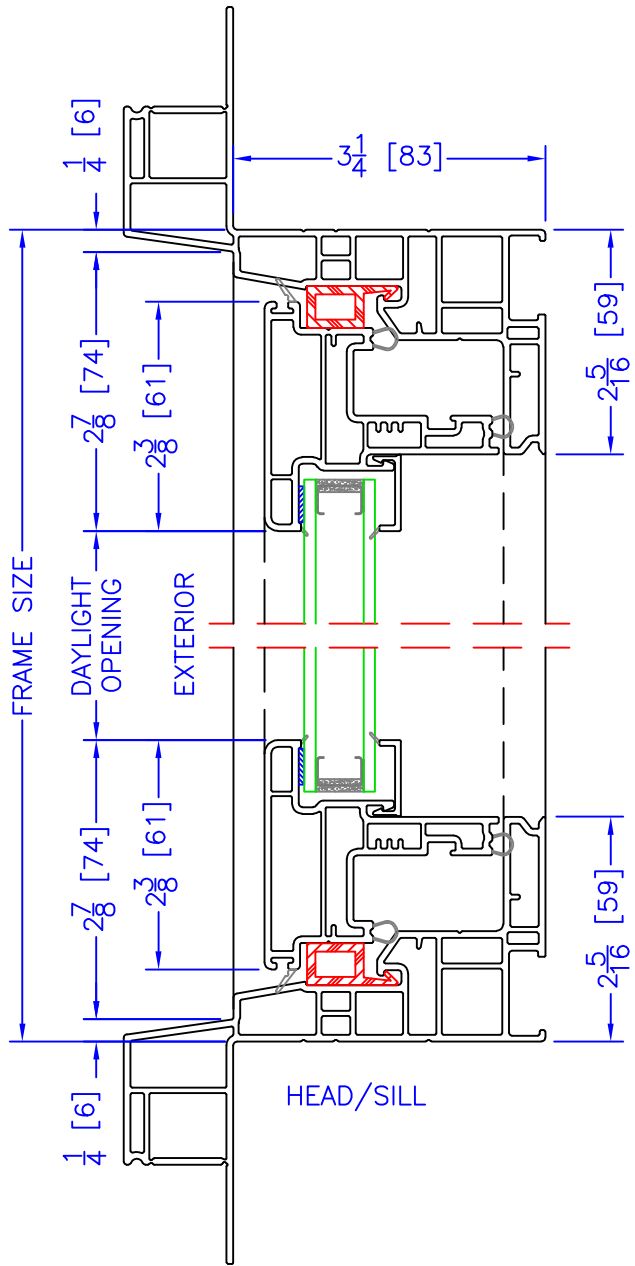 1/4 [6]
3 1/4 [83]
2 7/8 [74]
2 3/8 [61]
2 5/16 [59]
FRAME SIZE
DAYLIGHT
OPENING
EXTERIOR
2 7/8 [74]
2 3/8 [61]
2 5/16 [59]
1/4 [6]
HEAD/SILL